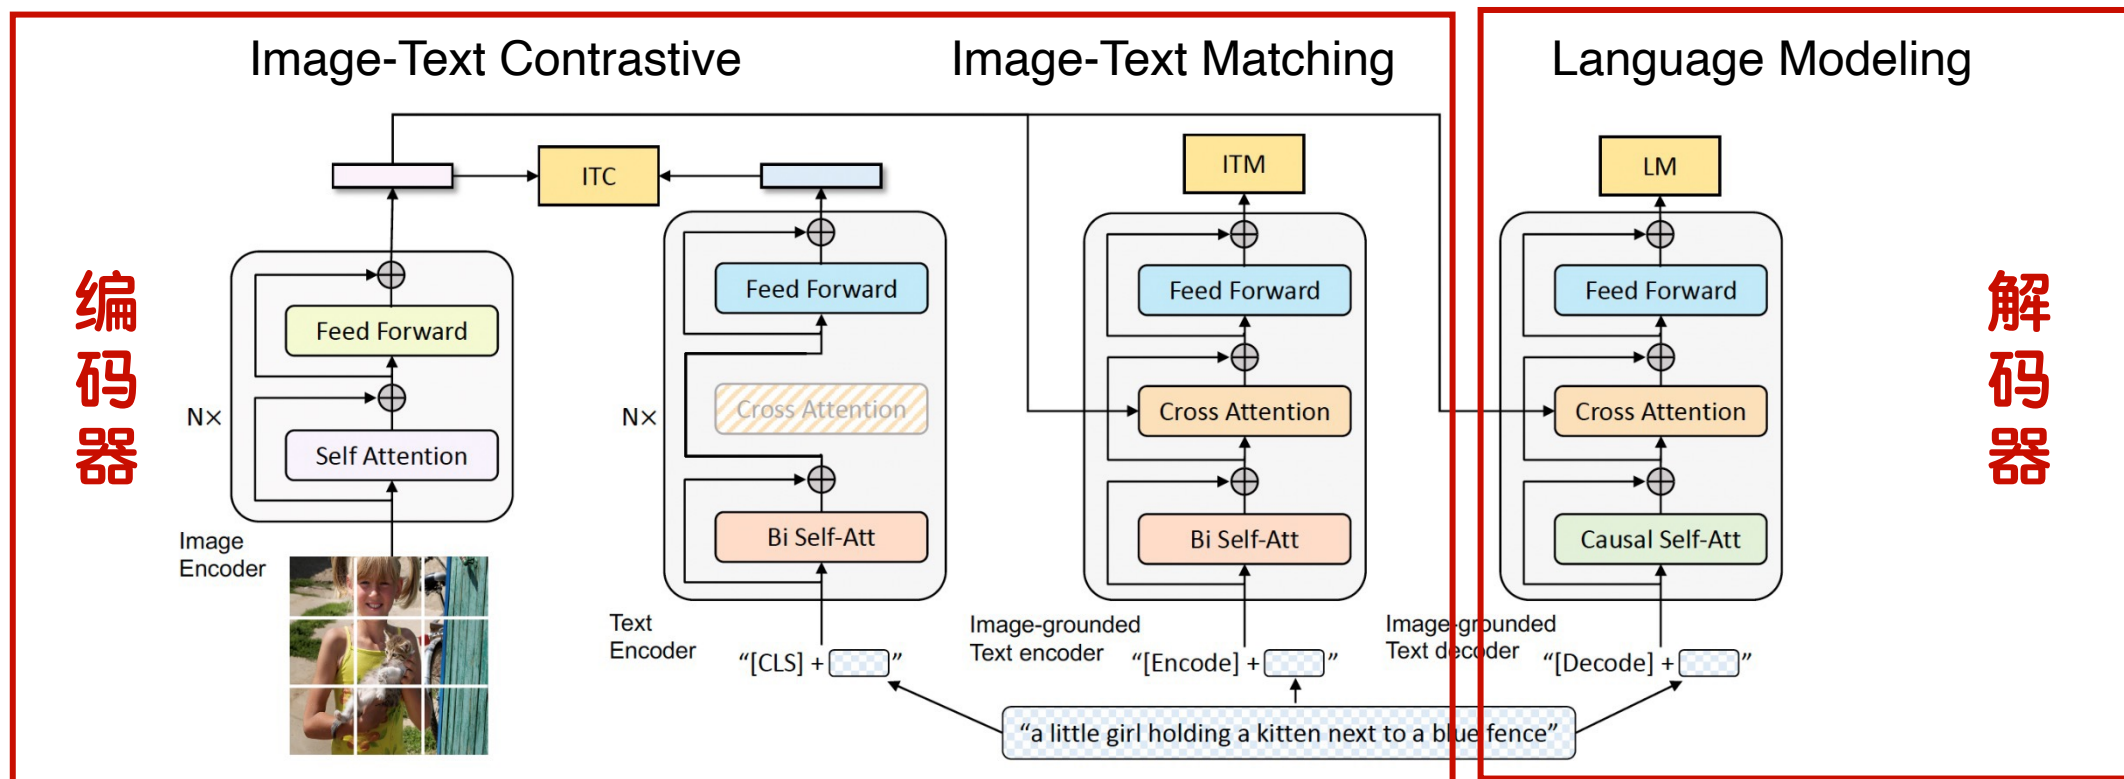 Image-Text Contrastive
Image-Text Matching
Language Modeling
编
码
器
解
码
器
ITC
ITM
LM
Feed Forward
Self Attention
N×
Image
Encoder
Feed Forward
Cross Attention
Bi Self-Att
N×
Text
Encoder
“[CLS] + ”
Feed Forward
Cross Attention
Bi Self-Att
Image-grounded
Text encoder
“[Encode] + ”
Feed Forward
Cross Attention
Causal Self-Att
Image-grounded
Text decoder
“[Decode] + ”
“a little girl holding a kitten next to a blue fence”